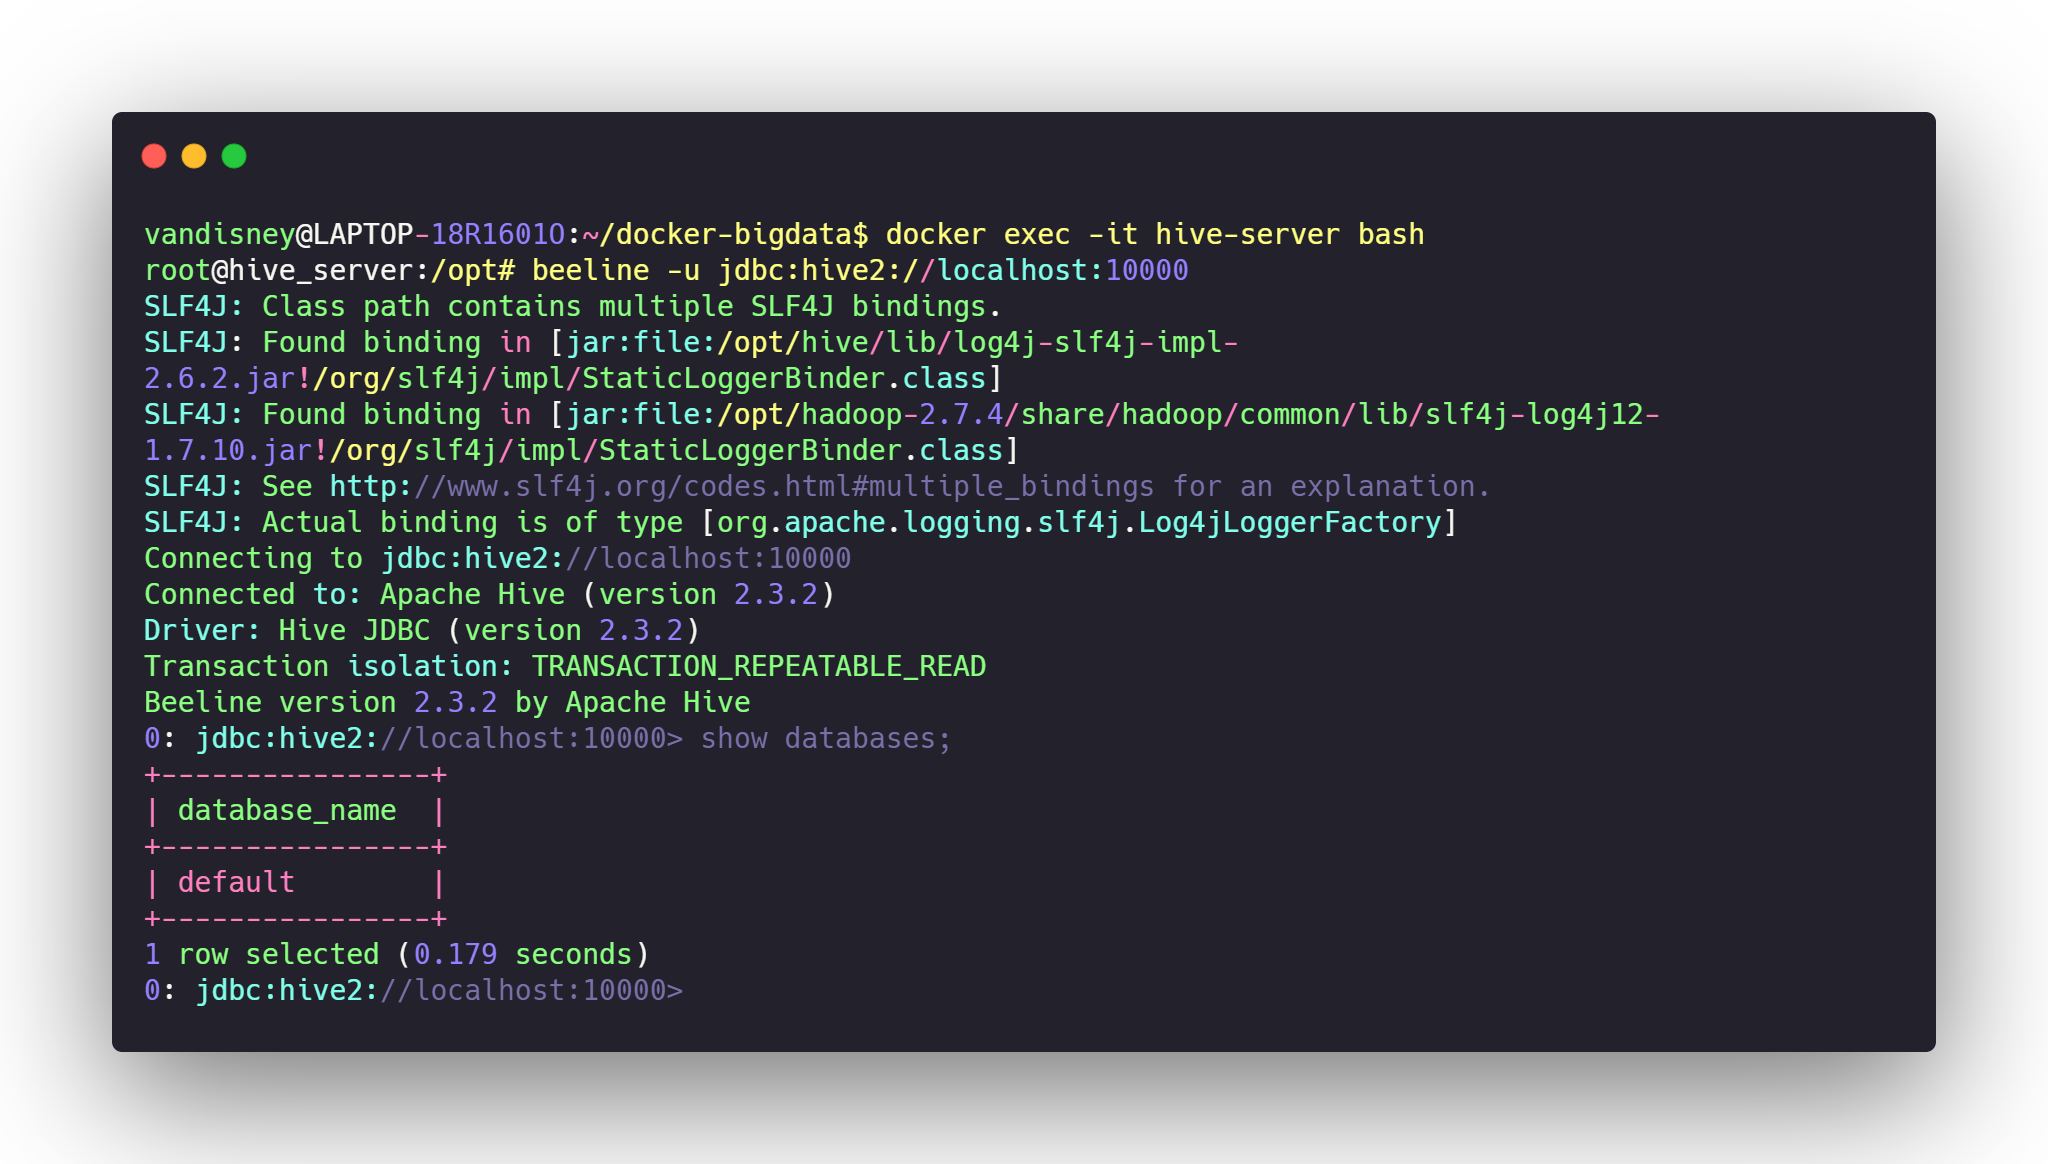 vandisney@LAPTOP-18R1601O:~/docker-bigdata$ docker exec -it hive-server bash
root@hive_server:/opt# beeline -u jdbc:hive2://localhost:10000
SLF4J: Class path contains multiple SLF4J bindings.
SLF4J: Found binding in [jar:file:/opt/hive/lib/log4j-slf4j-impl-
2.6.2.jar!/org/slf4j/impl/StaticLoggerBinder.class]
SLF4J: Found binding in [jar:file:/opt/hadoop-2.7.4/share/hadoop/common/lib/slf4j-log4j12-
1.7.10.jar!/org/slf4j/impl/StaticLoggerBinder.class]
SLF4J: See http://www.slf4j.org/codes.html#multiple_bindings for an explanation.
SLF4J: Actual binding is of type [org.apache.logging.slf4j.Log4jLoggerFactory]
Connecting to jdbc:hive2://localhost:10000
Connected to: Apache Hive (version 2.3.2)
Driver: Hive JDBC (version 2.3.2)
Transaction isolation: TRANSACTION_REPEATABLE_READ
Beeline version 2.3.2 by Apache Hive
0: jdbc:hive2://localhost:10000> show databases;
+----------------+
| database_name  |
+----------------+
| default        |
+----------------+
1 row selected (0.179 seconds)
0: jdbc:hive2://localhost:10000>